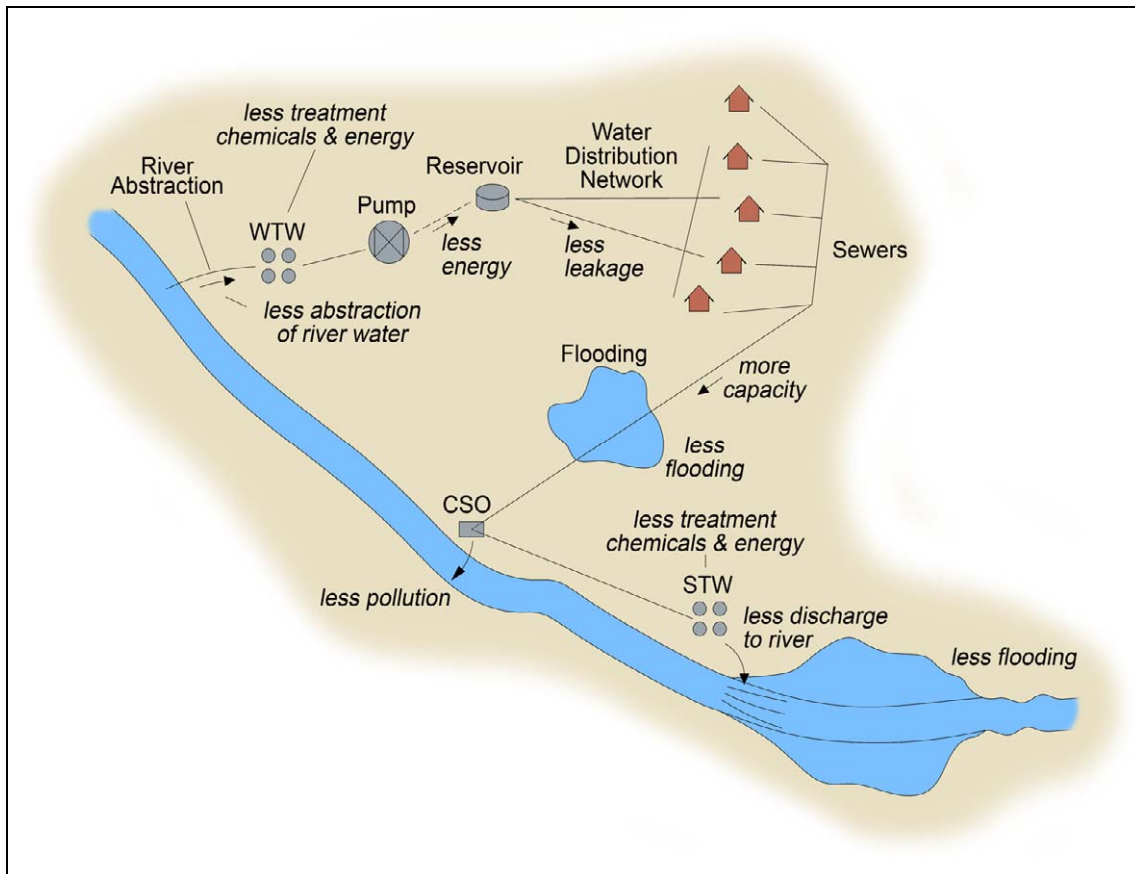 less treatment
chemicals & energy
River
Abstraction
WTW
Pump
Reservoir
Water
Distribution
Network
less
energy
less
leakage
less abstraction
of river water
Sewers
Flooding
more
capacity
less
flooding
CSO
less pollution
less treatment
chemicals & energy
STW
less discharge
to river
less flooding